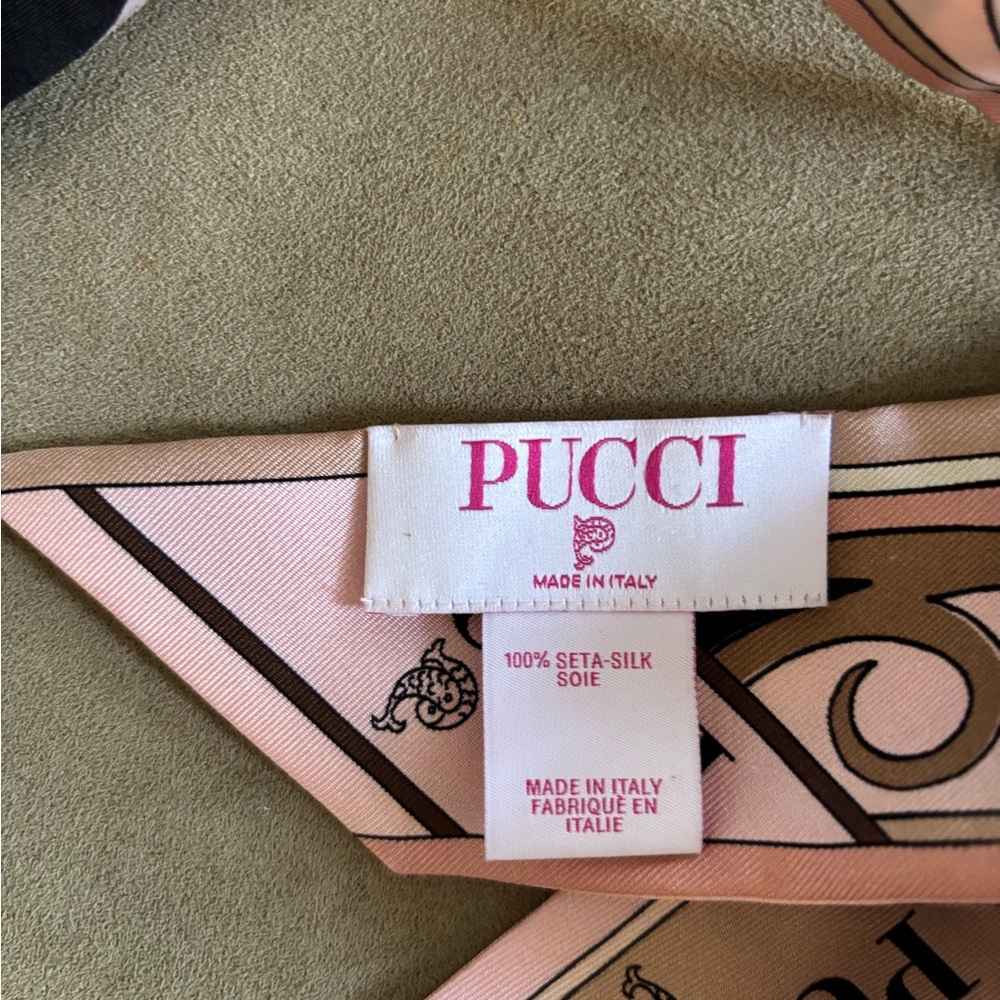 PUCCI
MADE IN ITALY
100% SETA-SILK
SOIE
MADE IN ITALY
FABRIQUÈ EN
ITALIE